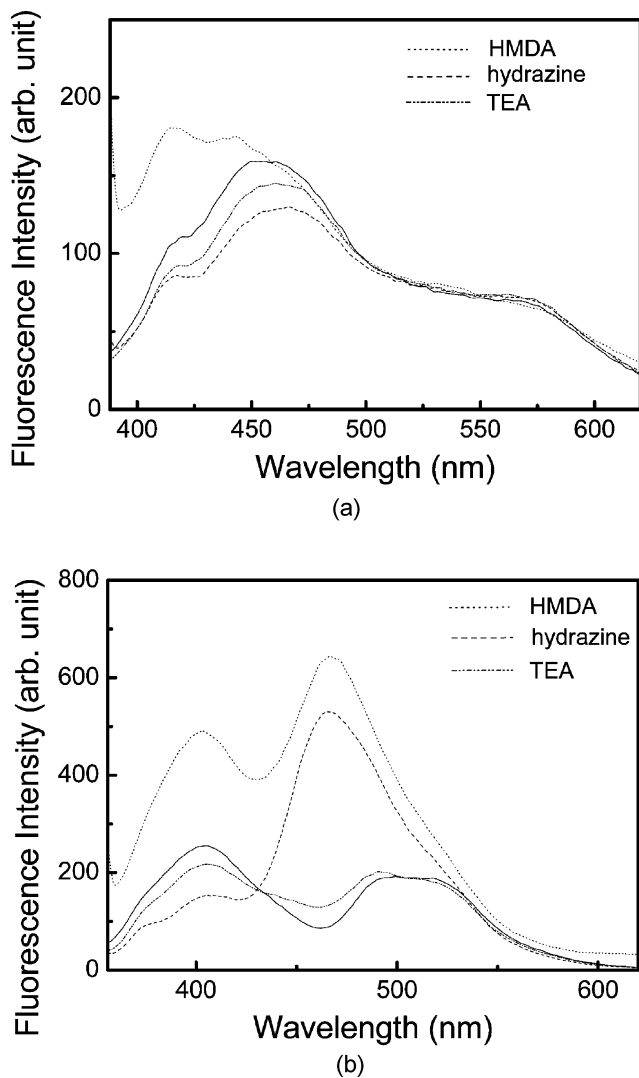 Fluorescence Intensity (arb. unit)
200
100
0
HMDA
hydrazine
TEA
400 450 500 550 600
Wavelength (nm)
(a)
Fluorescence Intensity (arb. unit)
800
600
400
200
0
HMDA
hydrazine
TEA
400 500 600
Wavelength (nm)
(b)